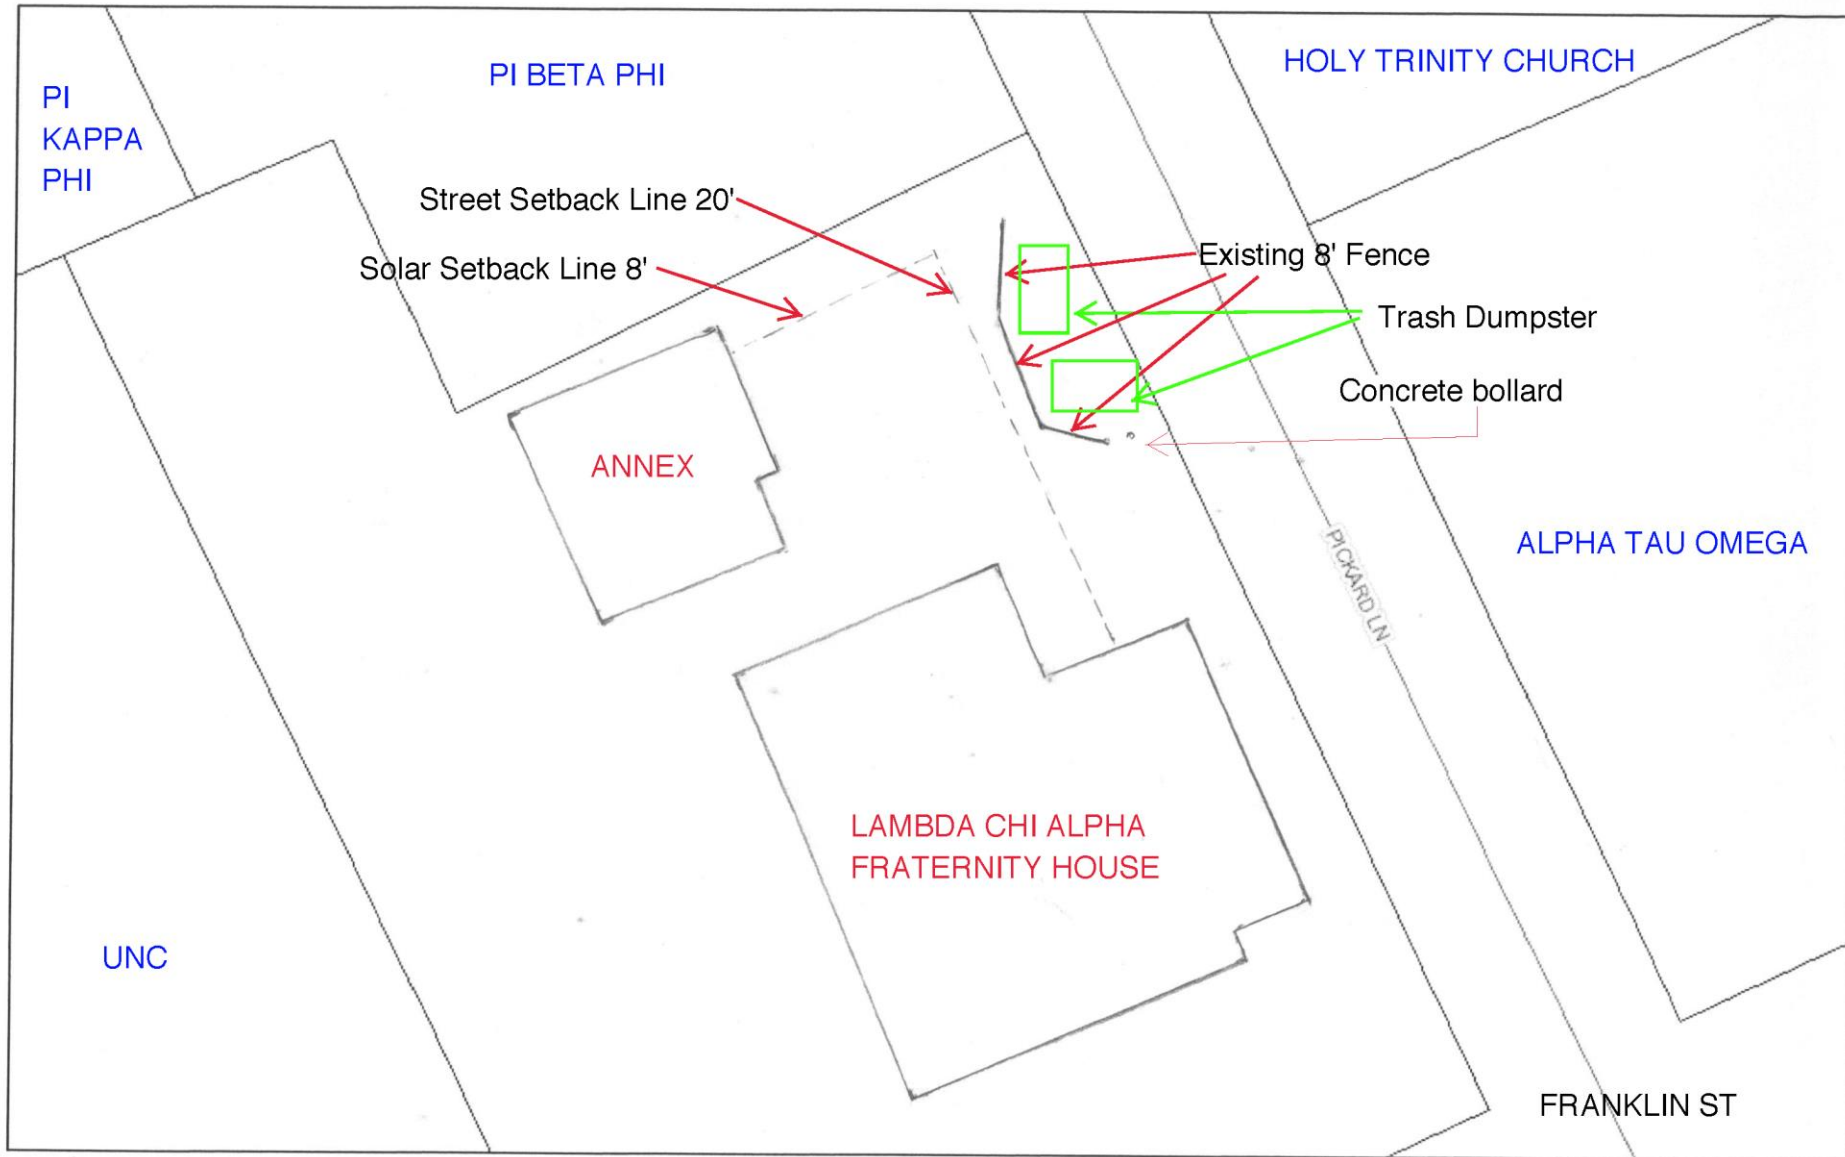 PI BETA PHI
HOLY TRINITY CHURCH
PI
KAPPA
PHI
Street Setback Line 20'
Solar Setback Line 8'
Existing 8' Fence
Trash Dumpster
Concrete bollard
ANNEX
ALPHA TAU OMEGA
PICKARD LN
LAMBDA CHI ALPHA
FRATERNITY HOUSE
UNC
FRANKLIN ST